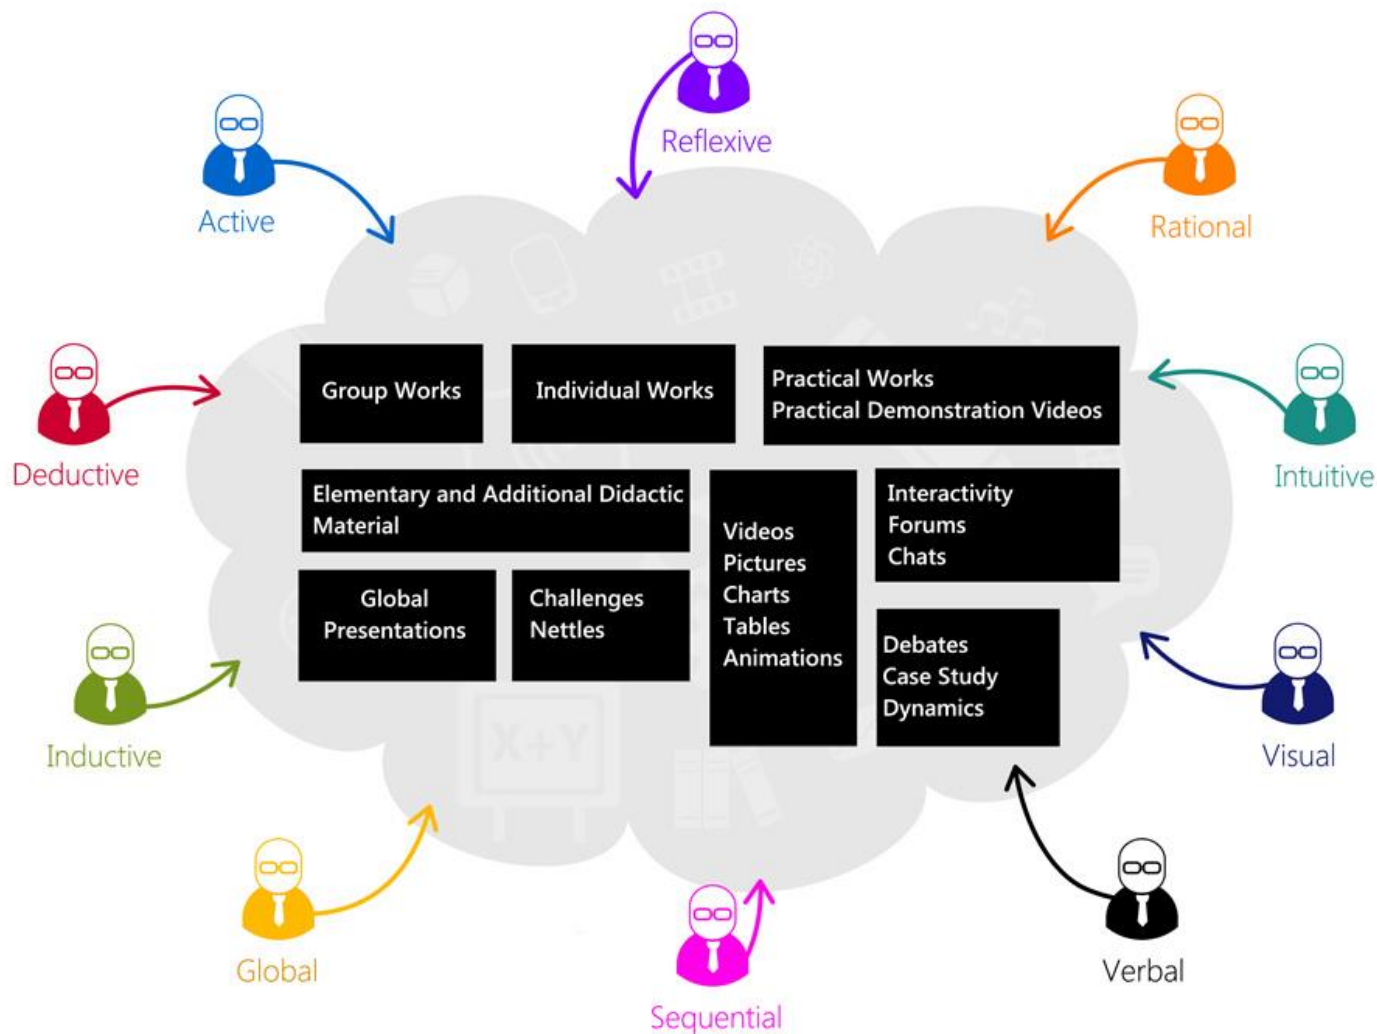 Reflexive
Active
Rational
Deductive
Intuitive
Group Works
Individual Works
Practical Works
Practical Demonstration Videos
Elementary and Additional Didactic
Material
Videos
Pictures
Charts
Tables
Animations
Interactivity
Forums
Chats
Global
Presentations
Challenges
Nettles
Debates
Case Study
Dynamics
X+Y
Inductive
Visual
Global
Verbal
Sequential